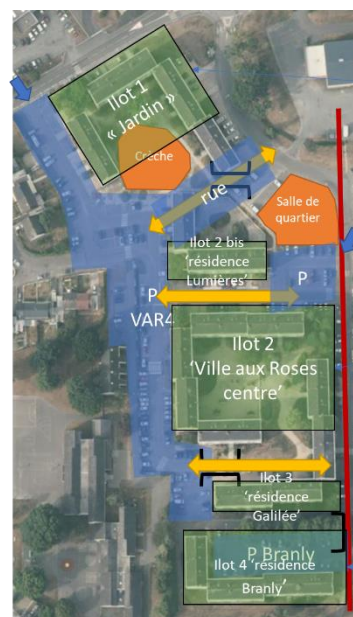 Ilot 1
« Jardin »
Crèche
rue
Salle de
quartier
Ilot 2 bis
‘résidence
Lumières’
P
P
VAR4
Ilot 2
‘Ville aux Roses
centre’
Ilot 3
‘résidence
Galilée’
P Branly
Ilot 4 ‘résidence
Branly’